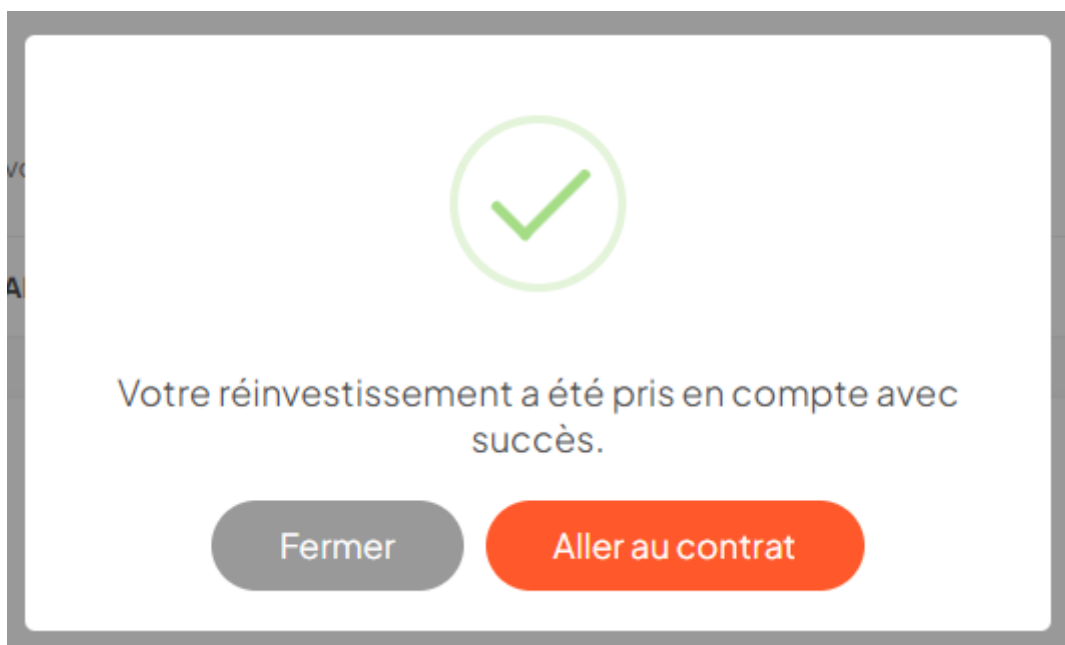 Votre réinvestissement a été pris en compte avec
succès.
Fermer
Aller au contrat